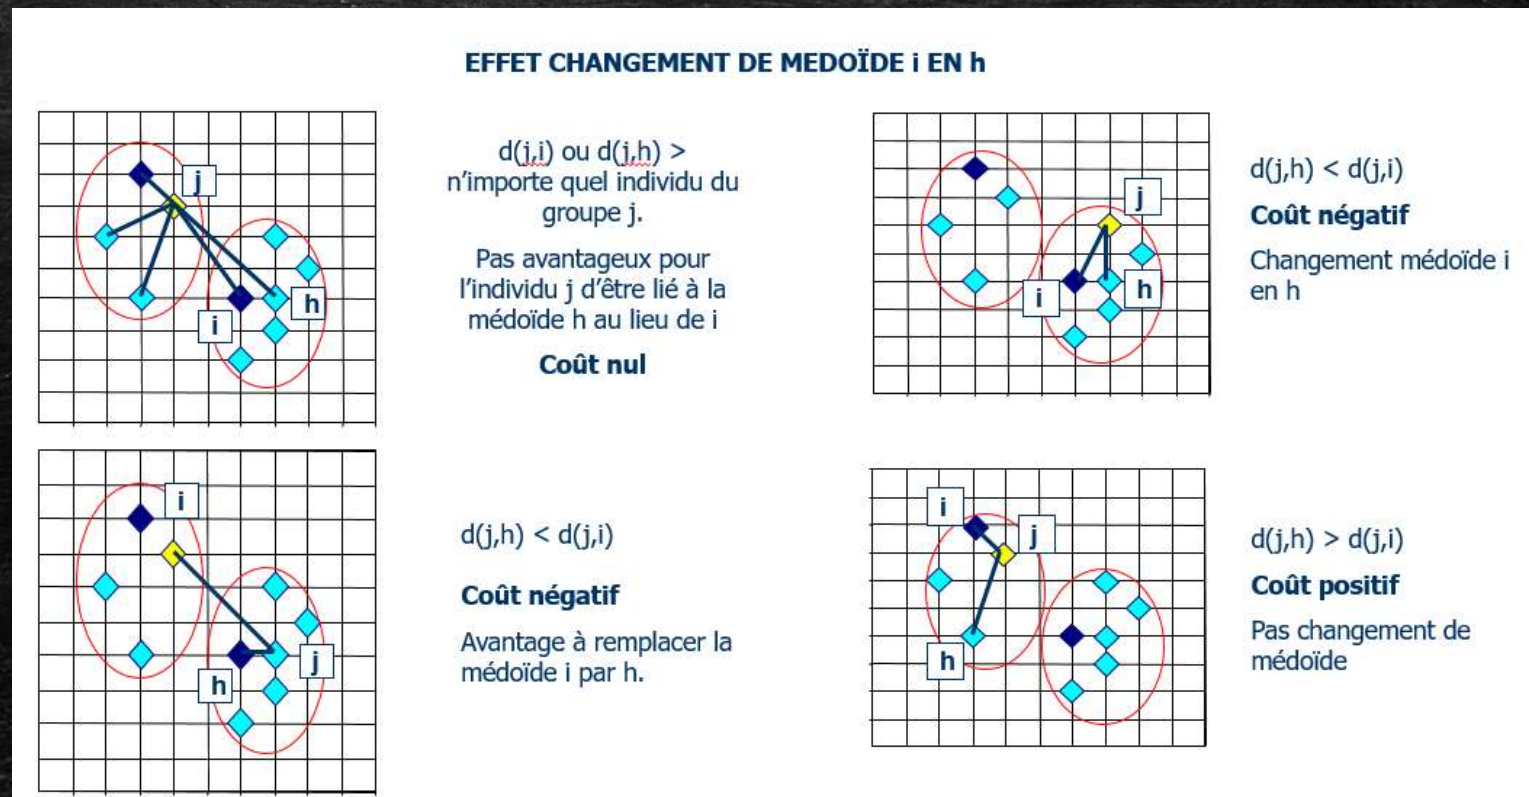 EFFET CHANGEMENT DE MEDOÏDE i EN h
j
i
h
d(j,i) ou d(j,h) >
n'importe quel individu du
groupe j.
Pas avantageux pour
l'individu j d'être lié à la
médoïde h au lieu de i
Coût nul
j
i
h
d(j,h) < d(j,i)
Coût négatif
Changement médoïde i
en h
i
h
j
d(j,h) < d(j,i)
Coût négatif
Avantage à remplacer la
médoïde i par h.
i
j
h
d(j,h) > d(j,i)
Coût positif
Pas changement de
médoïde